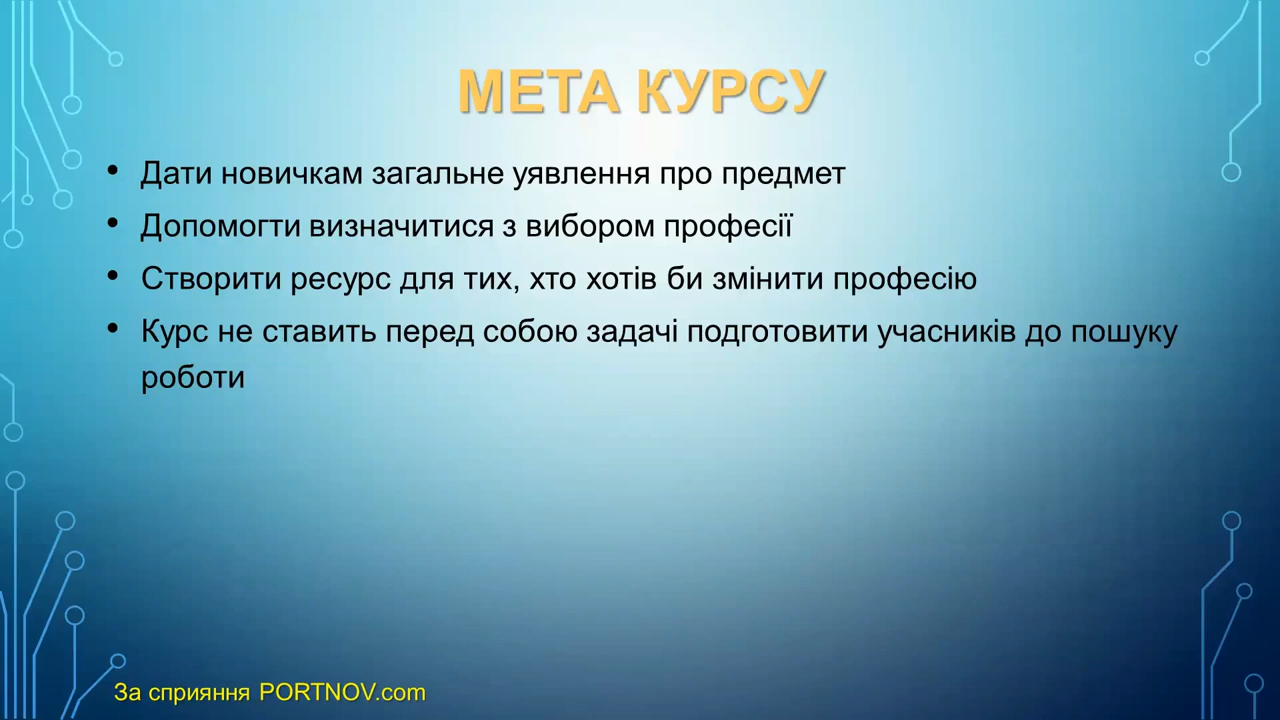 МЕТА КУРСУ
• Дати новичкам загальне уявлення про предмет
• Допомогти визначитися з вибором професії
• Створити ресурс для тих, хто хотів би змінити професію
• Курс не ставить перед собою задачі подготовити учасників до пошуку
роботи
За сприяння PORTNOV.com